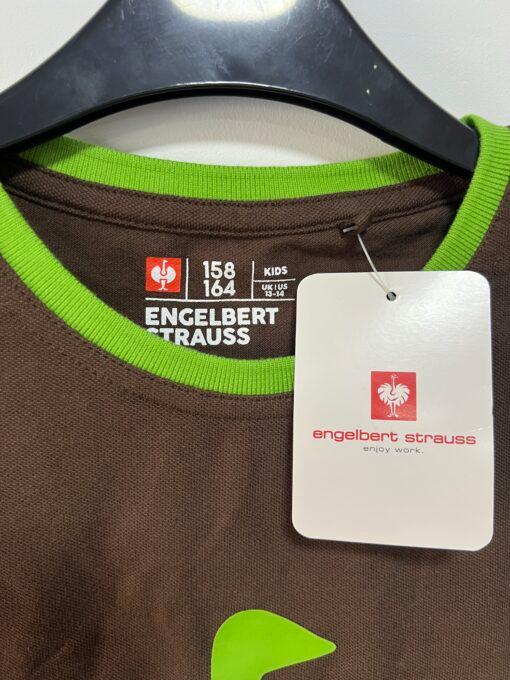 158
164
KIDS
UK | US
13-14
ENGELBERT
STRAUSS
engelbert strauss
enjoy work.